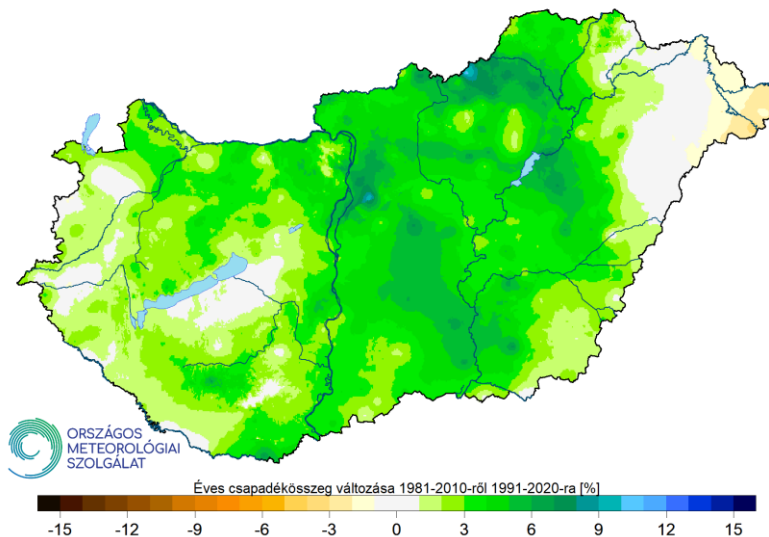 ORSZÁGOS
METEOROLÓGIAI
SZOLGÁLAT
Éves csapadékösszeg változása 1981-2010-ről 1991-2020-ra [%]
-15 -12 -9 -6 -3 0 3 6 9 12 15